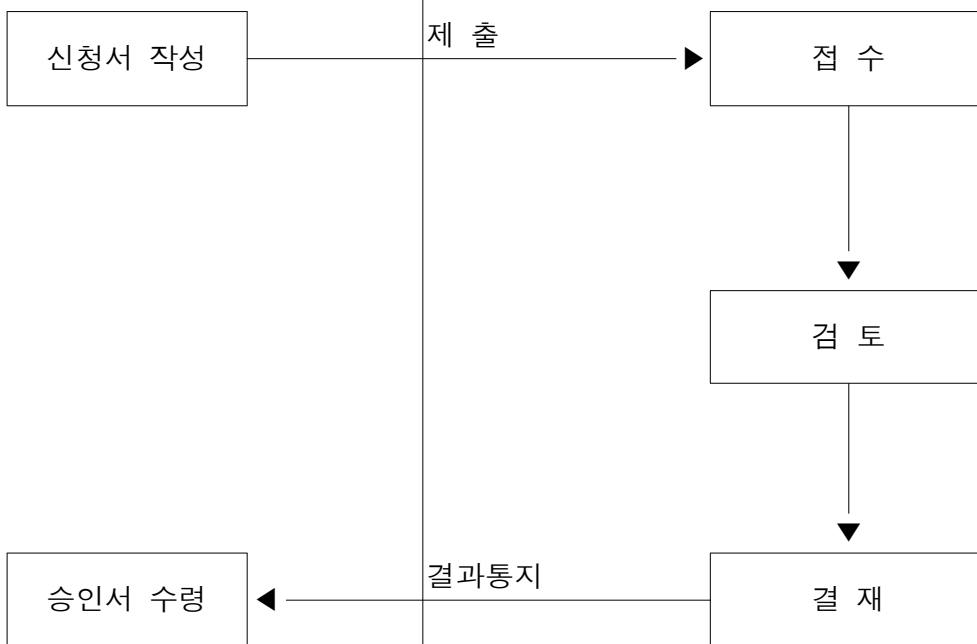 제 출
신청서 작성
접 수
검 토
결과통지
승인서 수령
결 재